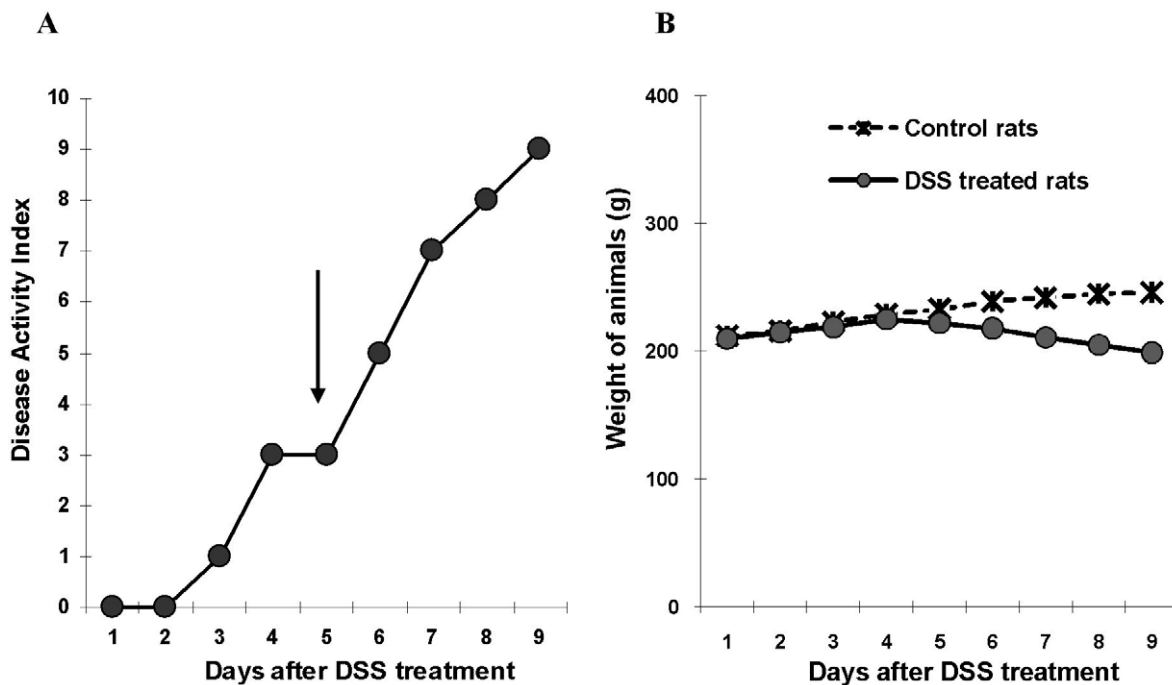 A
10
9
8
7
6
5
4
3
2
1
0
Disease Activity Index
1 2 3 4 5 6 7 8 9
Days after DSS treatment
B
400
300
200
100
0
Weight of animals (g)
Control rats
DSS treated rats
1 2 3 4 5 6 7 8 9
Days after DSS treatment